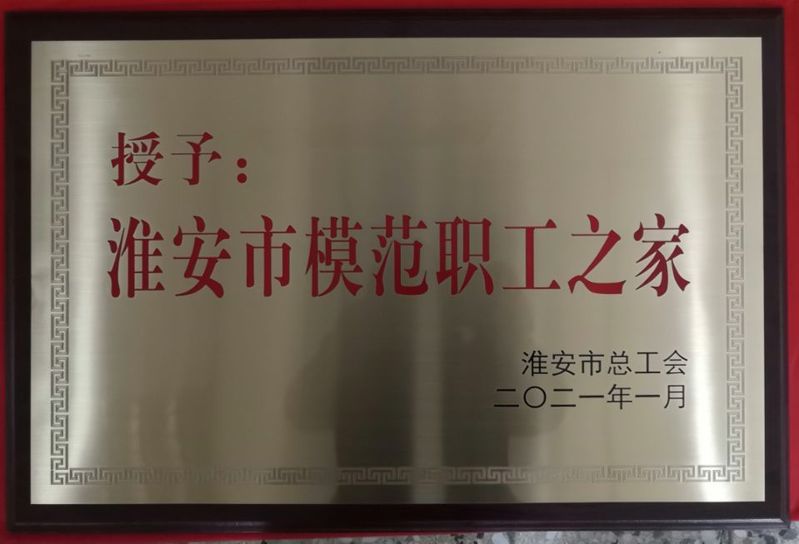 授予：
淮安市模范职工之家
淮安市总工会
二〇二一年一月